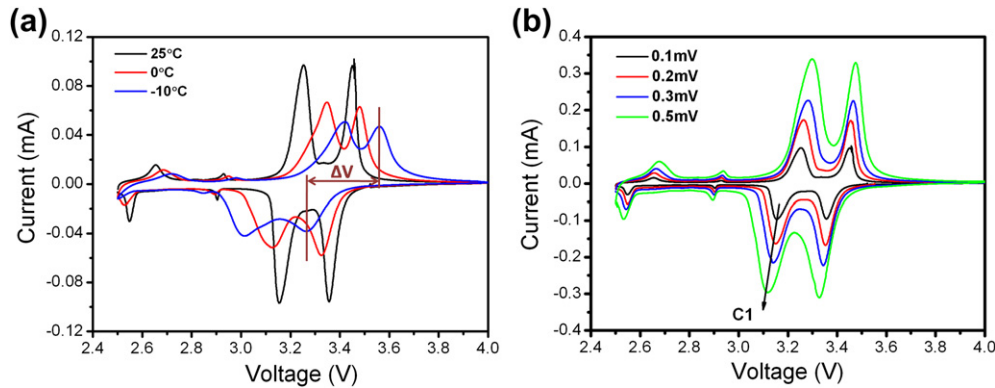 (a)
25°C
0°C
-10°C
ΔV
0.12
0.08
0.04
0.00
-0.04
-0.08
-0.12
Current (mA)
2.4 2.6 2.8 3.0 3.2 3.4 3.6 3.8 4.0
Voltage (V)
(b)
0.1mV
0.2mV
0.3mV
0.5mV
C1
0.4
0.3
0.2
0.1
0.0
-0.1
-0.2
-0.3
-0.4
Current (mA)
2.4 2.6 2.8 3.0 3.2 3.4 3.6 3.8 4.0
Voltage (V)